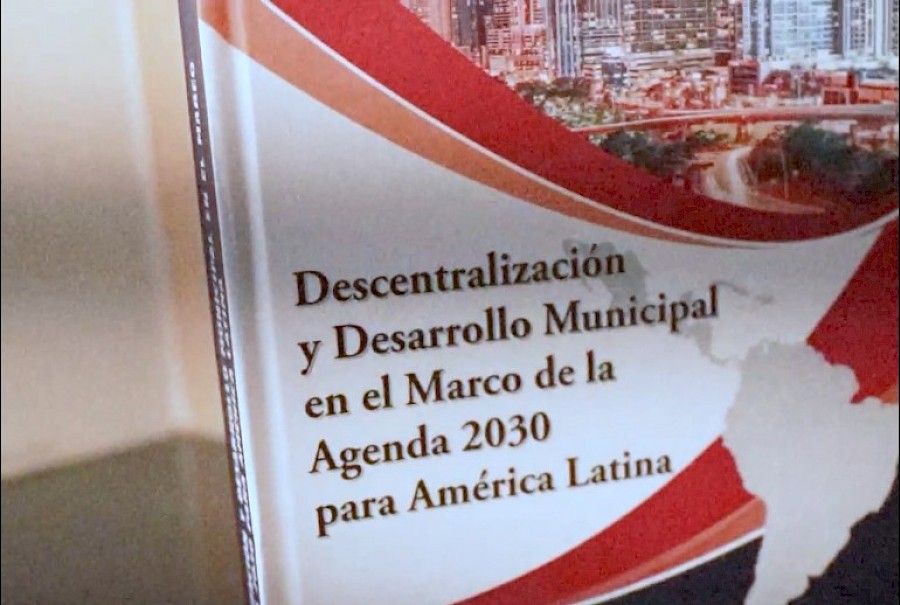 Descentralización
y Desarrollo Municipal
en el Marco de la
Agenda 2030
para América Latina